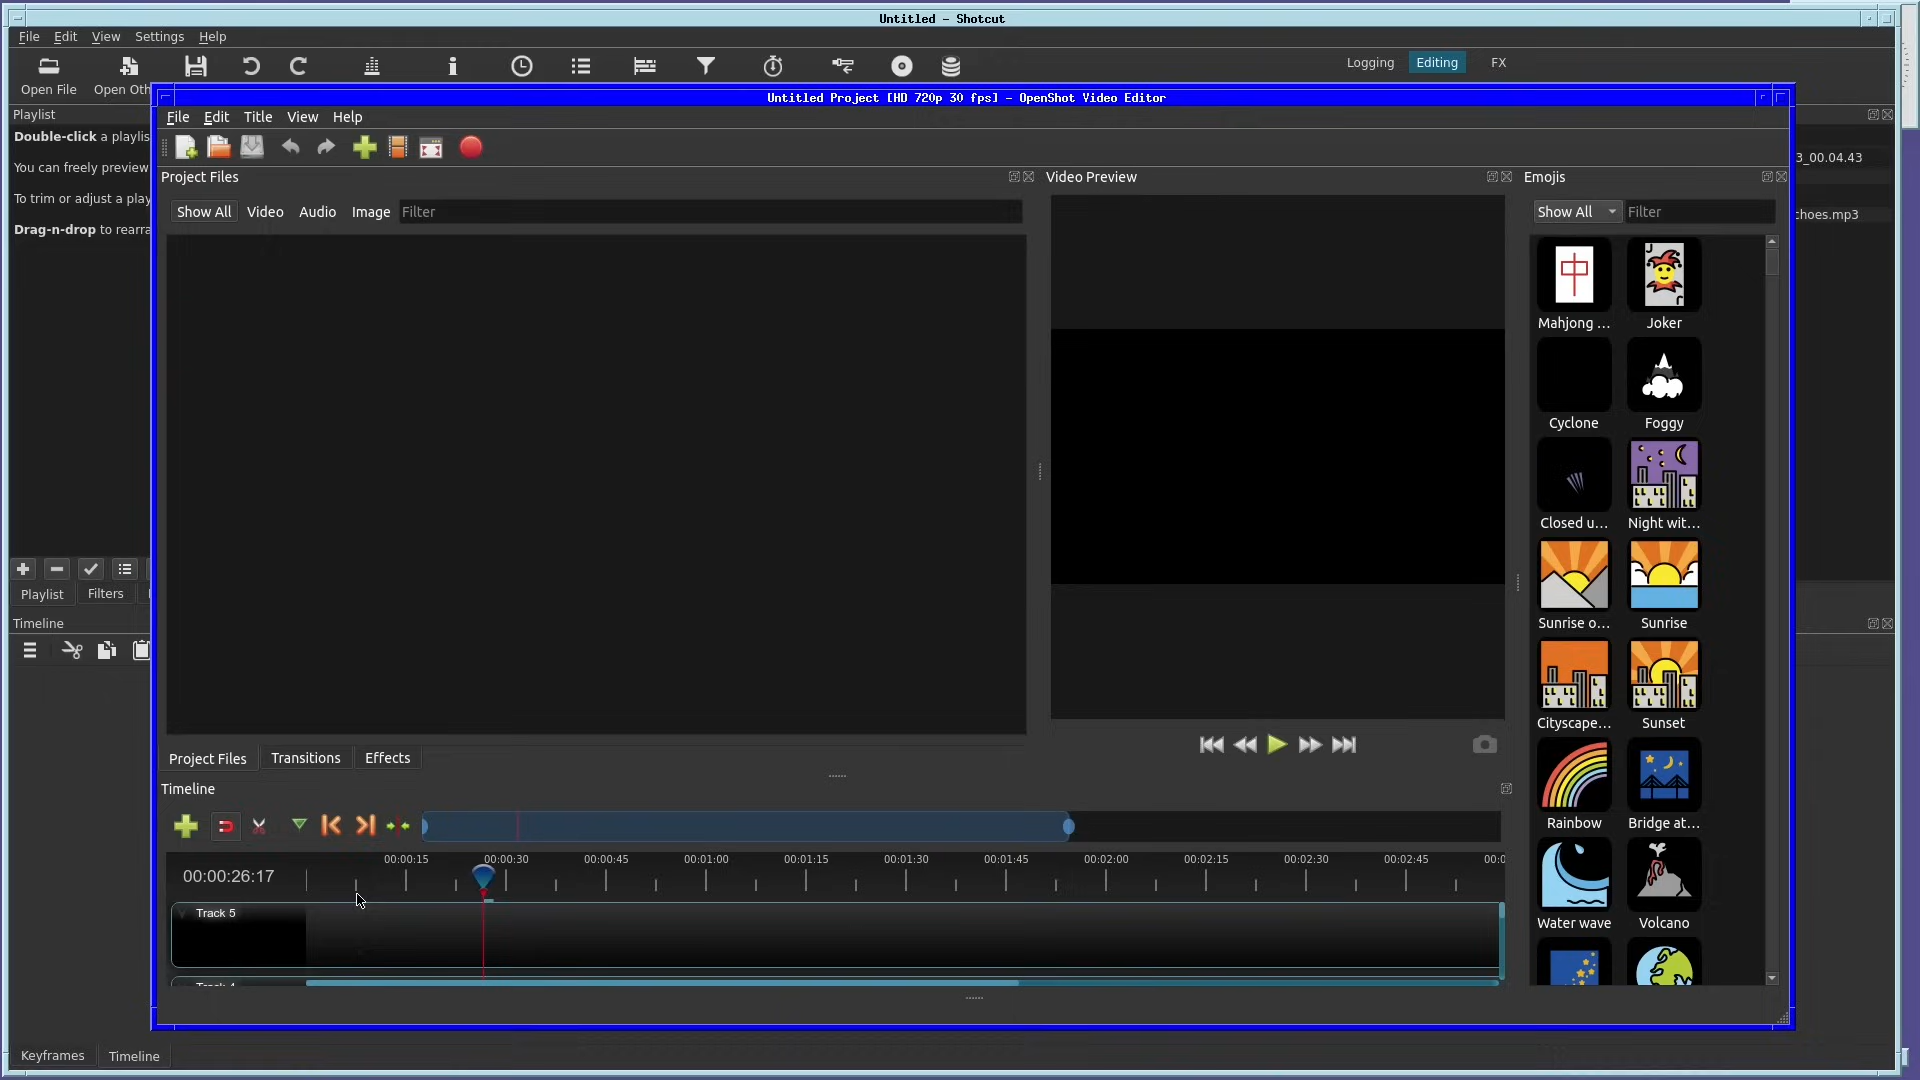 Untitled - Shotcut
File Edit View Settings Help
Open File Open Oth
Logging Editing FX
Playlist
Double-click a playlis
You can freely preview
To trim or adjust a play
Drag-n-drop to rearra
Playlist Filters
Timeline
Keyframes Timeline
3_00.04.43
choes.mp3
Untitled Project [HD 720p 30 fps] - OpenShot Video Editor
File Edit Title View Help
Project Files
Show All Video Audio Image Filter
Project Files Transitions Effects
Video Preview
Emojis
Show All Filter
Mahjong ... Joker
Cyclone Foggy
Closed u... Night wit...
Sunrise o... Sunrise
Cityscape... Sunset
Rainbow Bridge at...
Water wave Volcano
Timeline
00:00:15 00:00:30 00:00:45 00:01:00 00:01:15 00:01:30 00:01:45 00:02:00 00:02:15 00:02:30 00:02:45 00:0
00:00:26:17
Track 5
Track 4